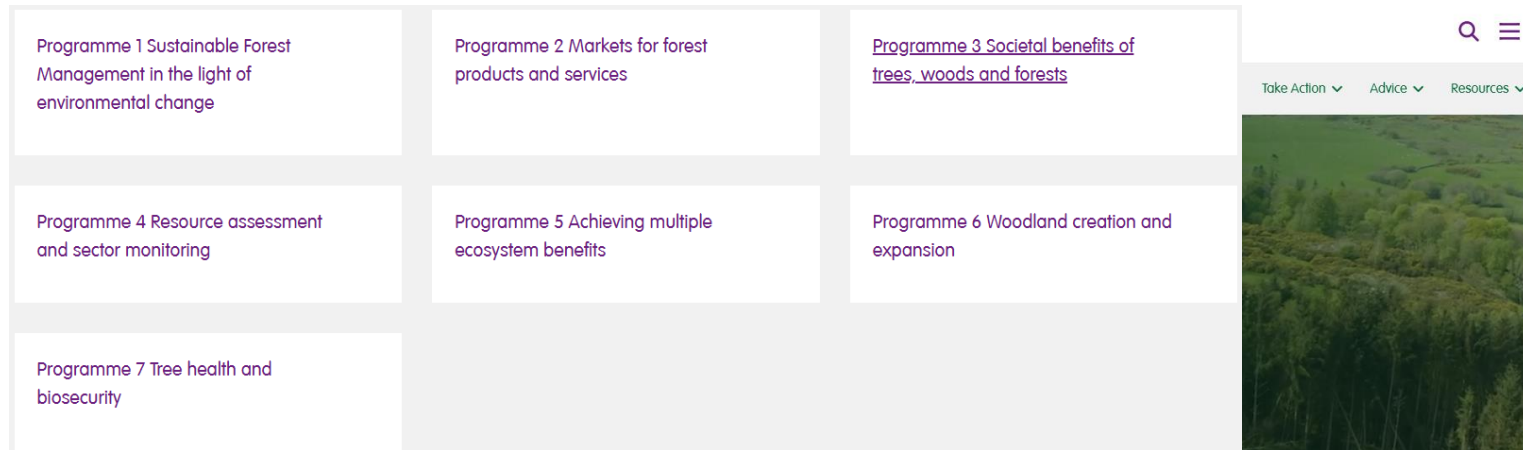 Programme 1 Sustainable Forest
Management in the light of
environmental change
Programme 2 Markets for forest
products and services
Programme 3 Societal benefits of
trees, woods and forests
Programme 4 Resource assessment
and sector monitoring
Programme 5 Achieving multiple
ecosystem benefits
Programme 6 Woodland creation and
expansion
Programme 7 Tree health and
biosecurity
Take Action
Advice
Resources